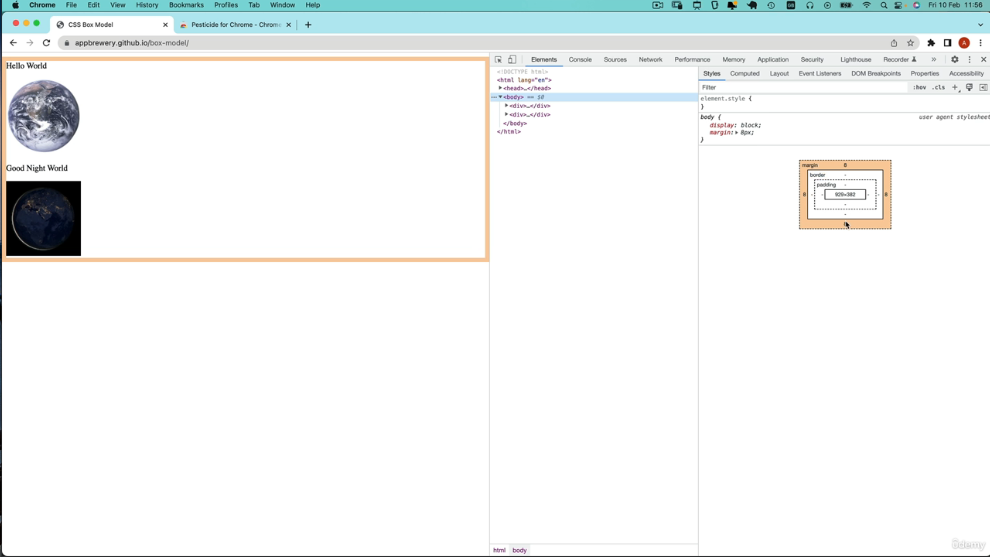 Chrome File Edit View History Bookmarks Profiles Tab Window Help Fri 10 Feb 11:56
CSS Box Model × Pesticide for Chrome - Chrom × +
appbrewery.github.io/box-model/
Hello World
Good Night World
Elements Console Sources Network Performance Memory Application Security Lighthouse Recorder »
<!DOCTYPE html>
<html lang="en">
<head>…</head>
<body> == $0
<div>…</div>
<div>…</div>
</body>
</html>
html body
Styles Computed Layout Event Listeners DOM Breakpoints Properties Accessibility
Filter :hov .cls +
element.style {
}
body { user agent stylesheet
display: block;
margin: 8px;
}
margin 8
border -
padding -
8 - - - - 8
-
-
udemy